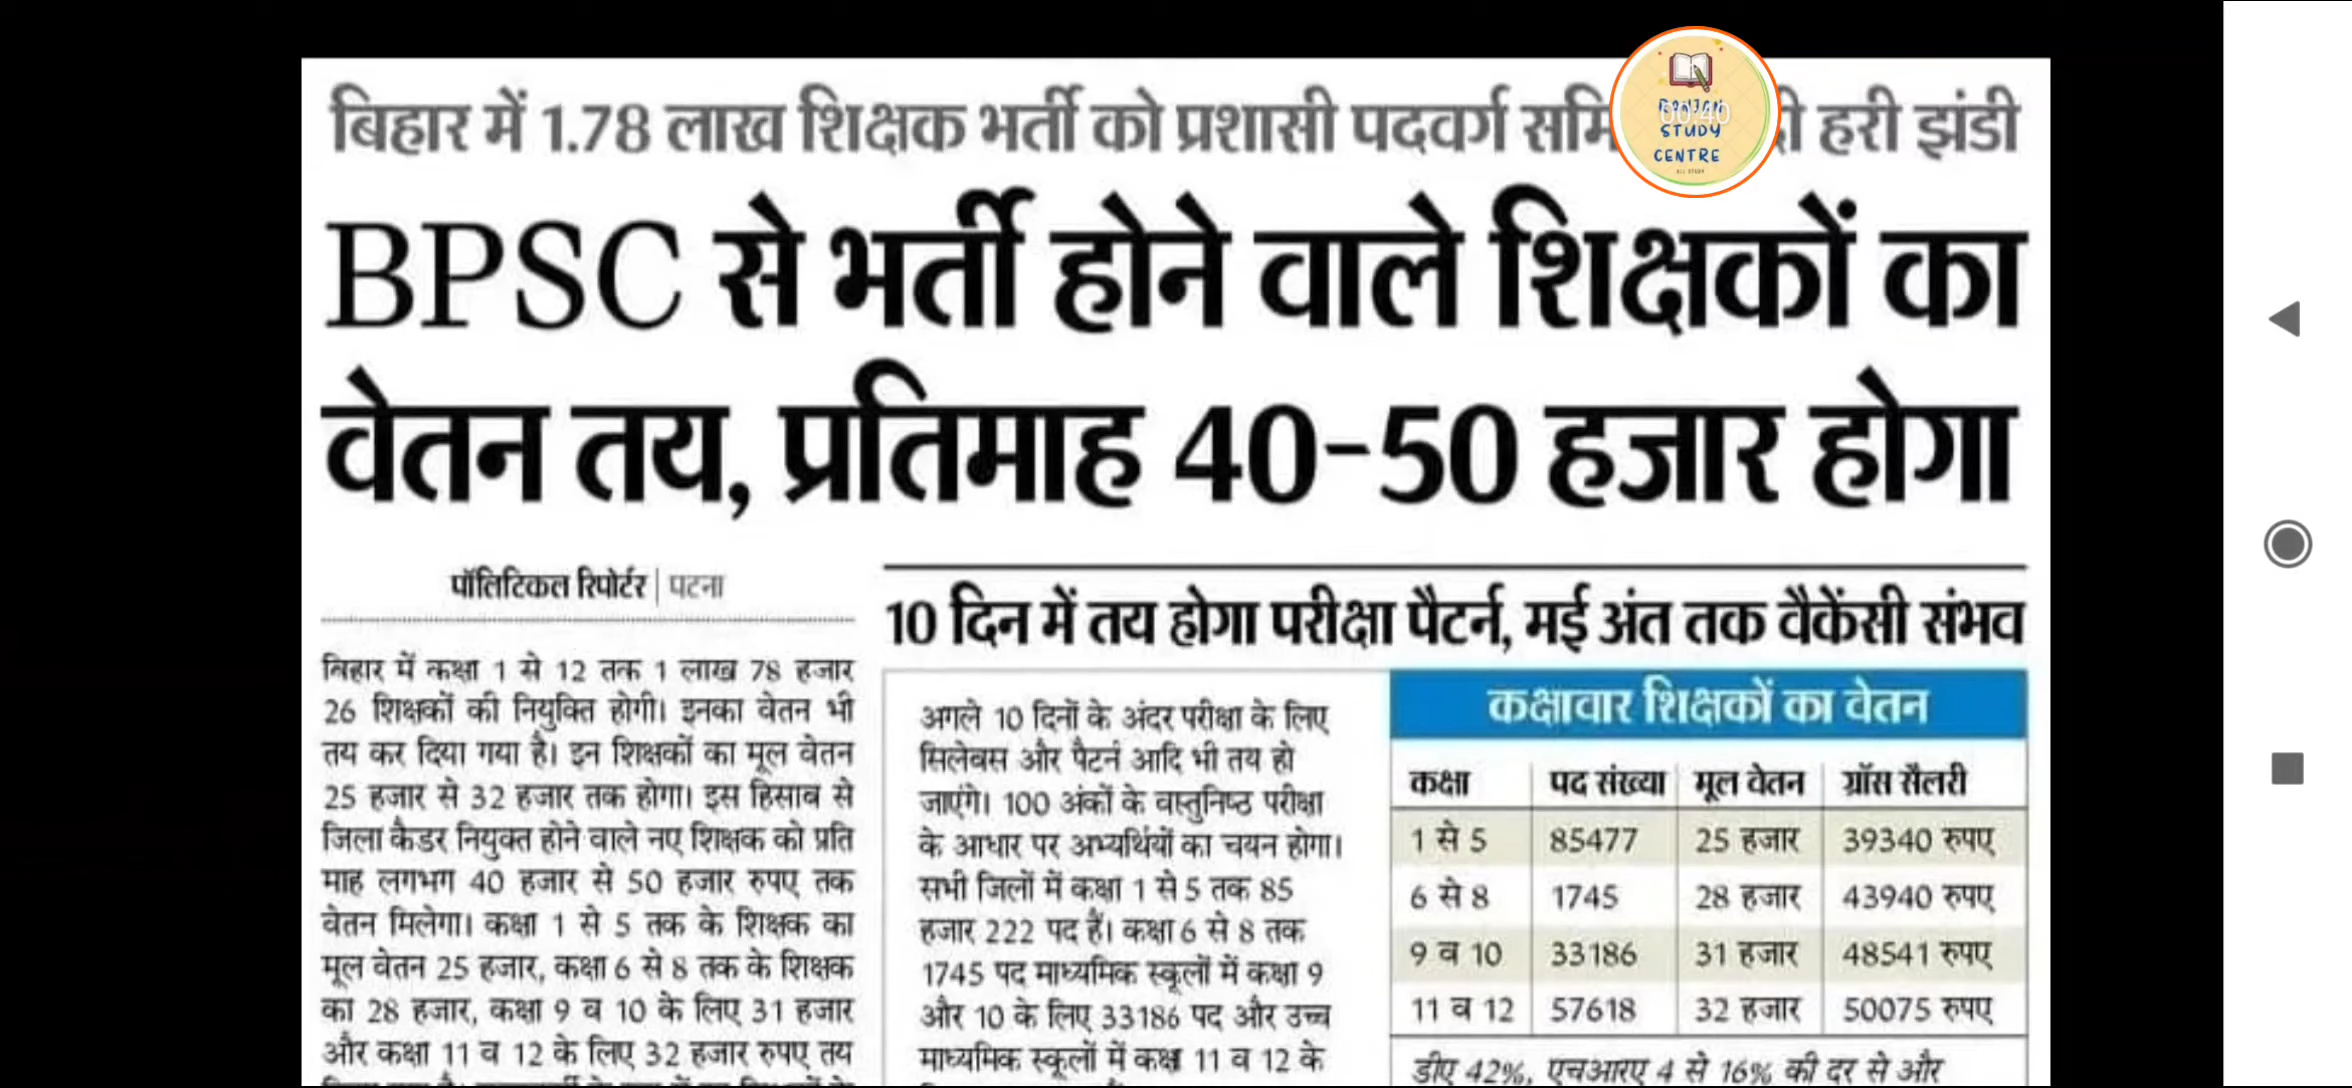 बिहार में 1.78 लाख शिक्षक भर्ती को प्रशासी पदवर्ग हरी झंडी
STUDY
CENTRE
BPSC से भर्ती होने वाले शिक्षकों का
वेतन तय, प्रतिमाह 40-50 हजार होगा
पॉलिटिकल रिपोर्टर | पटना
बिहार में कक्षा 1 से 12 तक 1 लाख 78 हजार
26 शिक्षकों की नियुक्ति होगी। इनका वेतन भी
तय कर दिया गया है। इन शिक्षकों का मूल वेतन
25 हजार से 32 हजार तक होगा। इस हिसाब से
जिला कैडर नियुक्त होने वाले नए शिक्षक को प्रति
माह लगभग 40 हजार से 50 हजार रुपए तक
वेतन मिलेगा। कक्षा 1 से 5 तक के शिक्षक का
मूल वेतन 25 हजार, कक्षा 6 से 8 तक के शिक्षक
का 28 हजार, कक्षा 9 व 10 के लिए 31 हजार
और कक्षा 11 व 12 के लिए 32 हजार रुपए तय
10 दिन में तय होगा परीक्षा पैटर्न, मई अंत तक वैकेंसी संभव
अगले 10 दिनों के अंदर परीक्षा के लिए
सिलेबस और पैटर्न आदि भी तय हो
जाएंगे। 100 अंकों के वस्तुनिष्ठ परीक्षा
के आधार पर अभ्यर्थियों का चयन होगा।
सभी जिलों में कक्षा 1 से 5 तक 85
हजार 222 पद हैं। कक्षा 6 से 8 तक
1745 पद माध्यमिक स्कूलों में कक्षा 9
और 10 के लिए 33186 पद और उच्च
माध्यमिक स्कूलों में कक्ष 11 व 12 के
कक्षावार शिक्षकों का वेतन
कक्षा पद संख्या मूल वेतन ग्रॉस सैलरी
1 से 5 85477 25 हजार 39340 रुपए
6 से 8 1745 28 हजार 43940 रुपए
9 व 10 33186 31 हजार 48541 रुपए
11 व 12 57618 32 हजार 50075 रुपए
डीए 42%, एचआरए 4 से 16% की दर से और